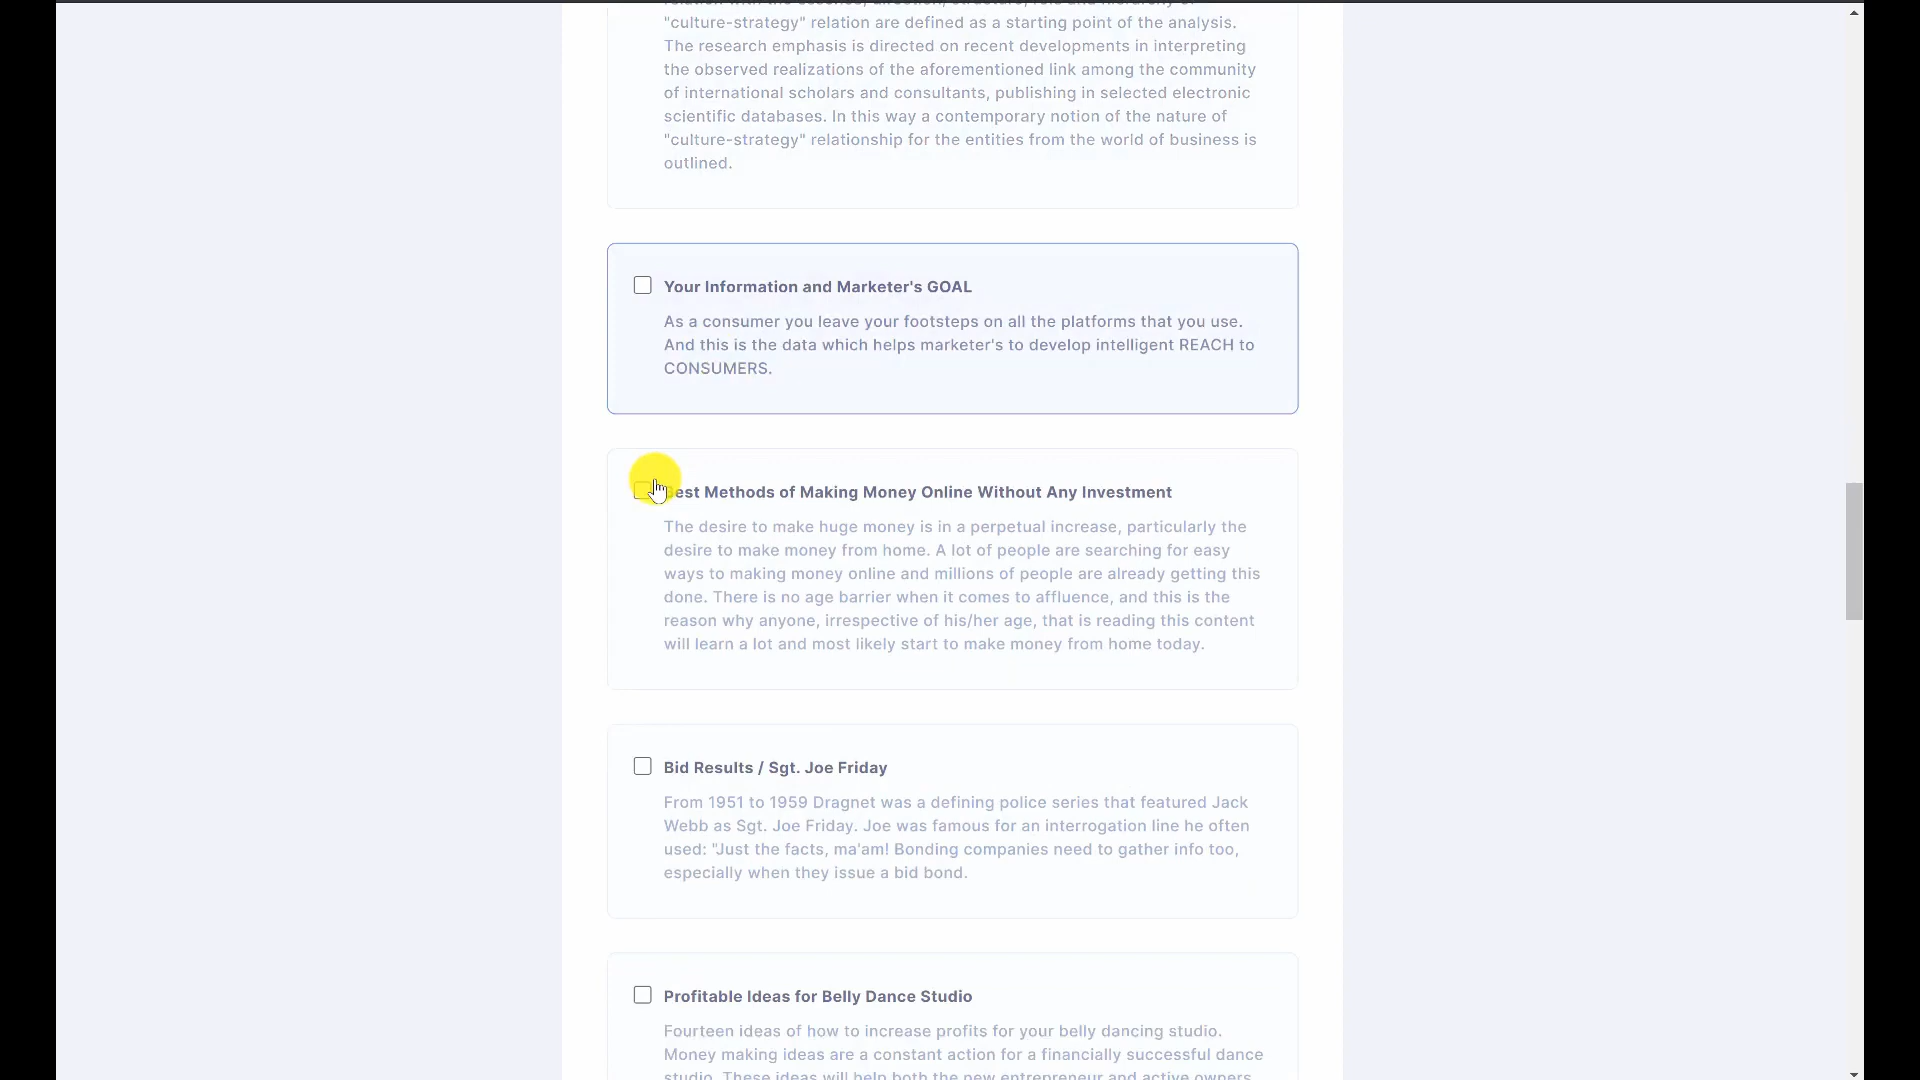 "culture-strategy" relation are defined as a starting point of the analysis.
The research emphasis is directed on recent developments in interpreting
the observed realizations of the aforementioned link among the community
of international scholars and consultants, publishing in selected electronic
scientific databases. In this way a contemporary notion of the nature of
"culture-strategy" relationship for the entities from the world of business is
outlined.
Your Information and Marketer's GOAL
As a consumer you leave your footsteps on all the platforms that you use.
And this is the data which helps marketer's to develop intelligent REACH to
CONSUMERS.
Best Methods of Making Money Online Without Any Investment
The desire to make huge money is in a perpetual increase, particularly the
desire to make money from home. A lot of people are searching for easy
ways to making money online and millions of people are already getting this
done. There is no age barrier when it comes to affluence, and this is the
reason why anyone, irrespective of his/her age, that is reading this content
will learn a lot and most likely start to make money from home today.
Bid Results / Sgt. Joe Friday
From 1951 to 1959 Dragnet was a defining police series that featured Jack
Webb as Sgt. Joe Friday. Joe was famous for an interrogation line he often
used: "Just the facts, ma'am! Bonding companies need to gather info too,
especially when they issue a bid bond.
Profitable Ideas for Belly Dance Studio
Fourteen ideas of how to increase profits for your belly dancing studio.
Money making ideas are a constant action for a financially successful dance
studio. These ideas will help both the new entrepreneur and active owners